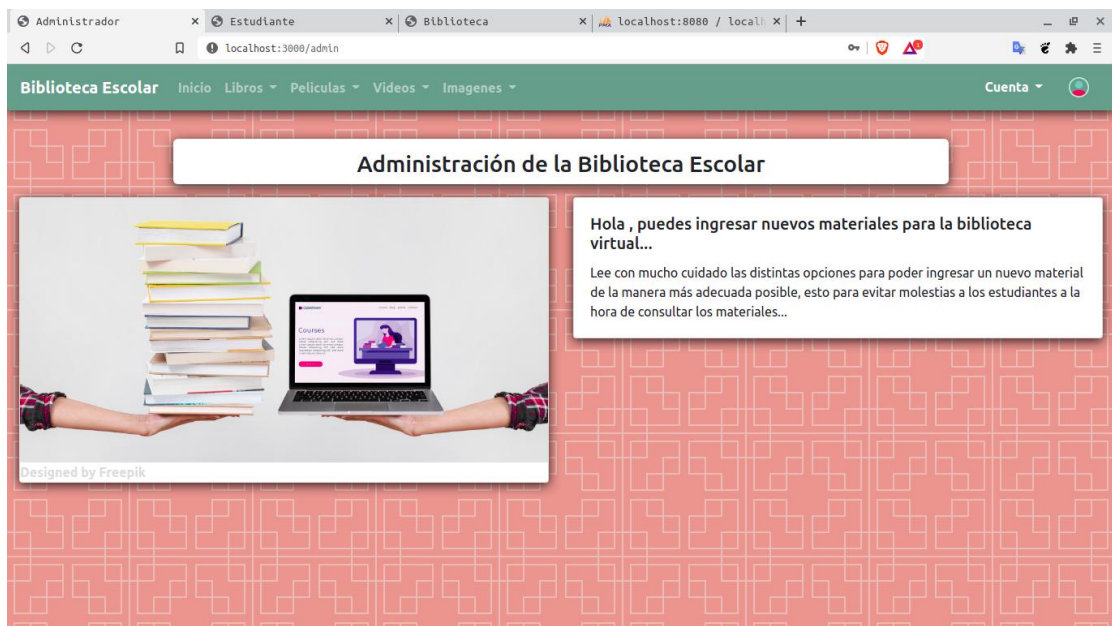 Administrador
Estudiante
Biblioteca
localhost:8080 / localh
localhost:3000/admin
Biblioteca Escolar Inicio Libros Peliculas Videos Imagenes Cuenta
Administración de la Biblioteca Escolar
Hola , puedes ingresar nuevos materiales para la biblioteca
virtual...
Lee con mucho cuidado las distintas opciones para poder ingresar un nuevo material
de la manera más adecuada posible, esto para evitar molestias a los estudiantes a la
hora de consultar los materiales...
Courses
Designed by Freepik